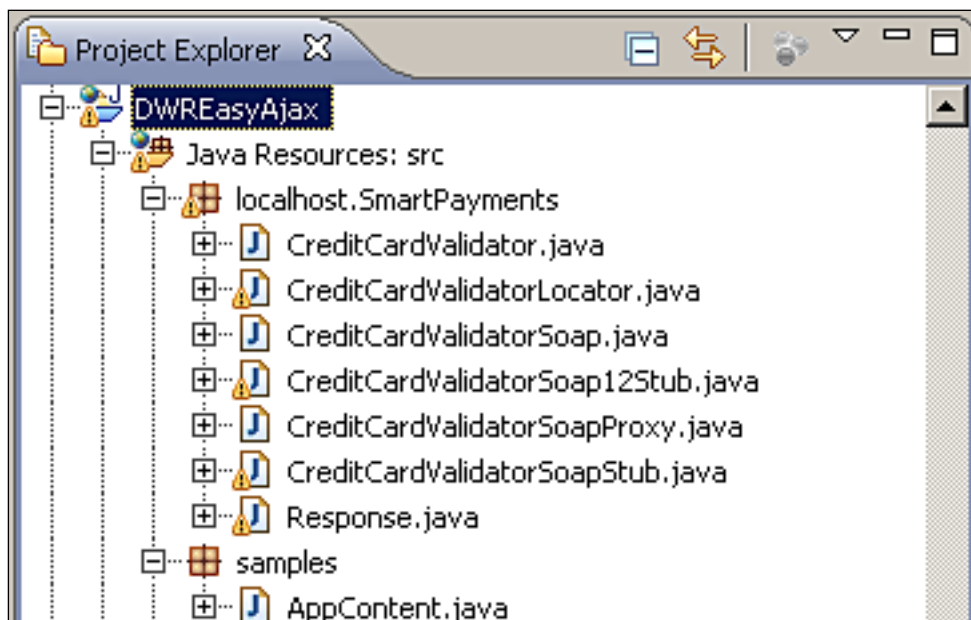 Project Explorer
DWREasyAjax
Java Resources: src
localhost.SmartPayments
CreditCardValidator.java
CreditCardValidatorLocator.java
CreditCardValidatorSoap.java
CreditCardValidatorSoap12Stub.java
CreditCardValidatorSoapProxy.java
CreditCardValidatorSoapStub.java
Response.java
samples
AppContent.java